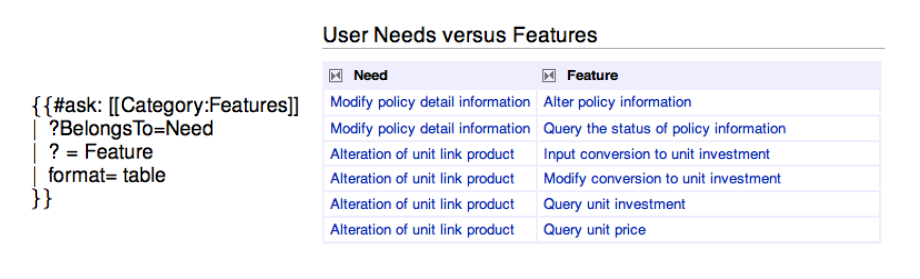 {{#ask: [[Category:Features]]
| ?BelongsTo=Need
| ? = Feature
| format= table
}}
User Needs versus Features
Need Feature
Modify policy detail information Alter policy information
Modify policy detail information Query the status of policy information
Alteration of unit link product Input conversion to unit investment
Alteration of unit link product Modify conversion to unit investment
Alteration of unit link product Query unit investment
Alteration of unit link product Query unit price